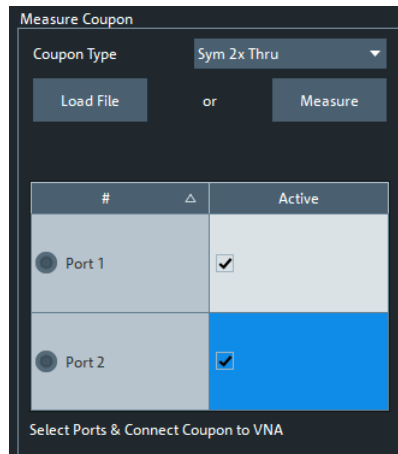 Measure Coupon
Coupon Type Sym 2x Thru
Load File or Measure
# Active
Port 1
Port 2
Select Ports & Connect Coupon to VNA